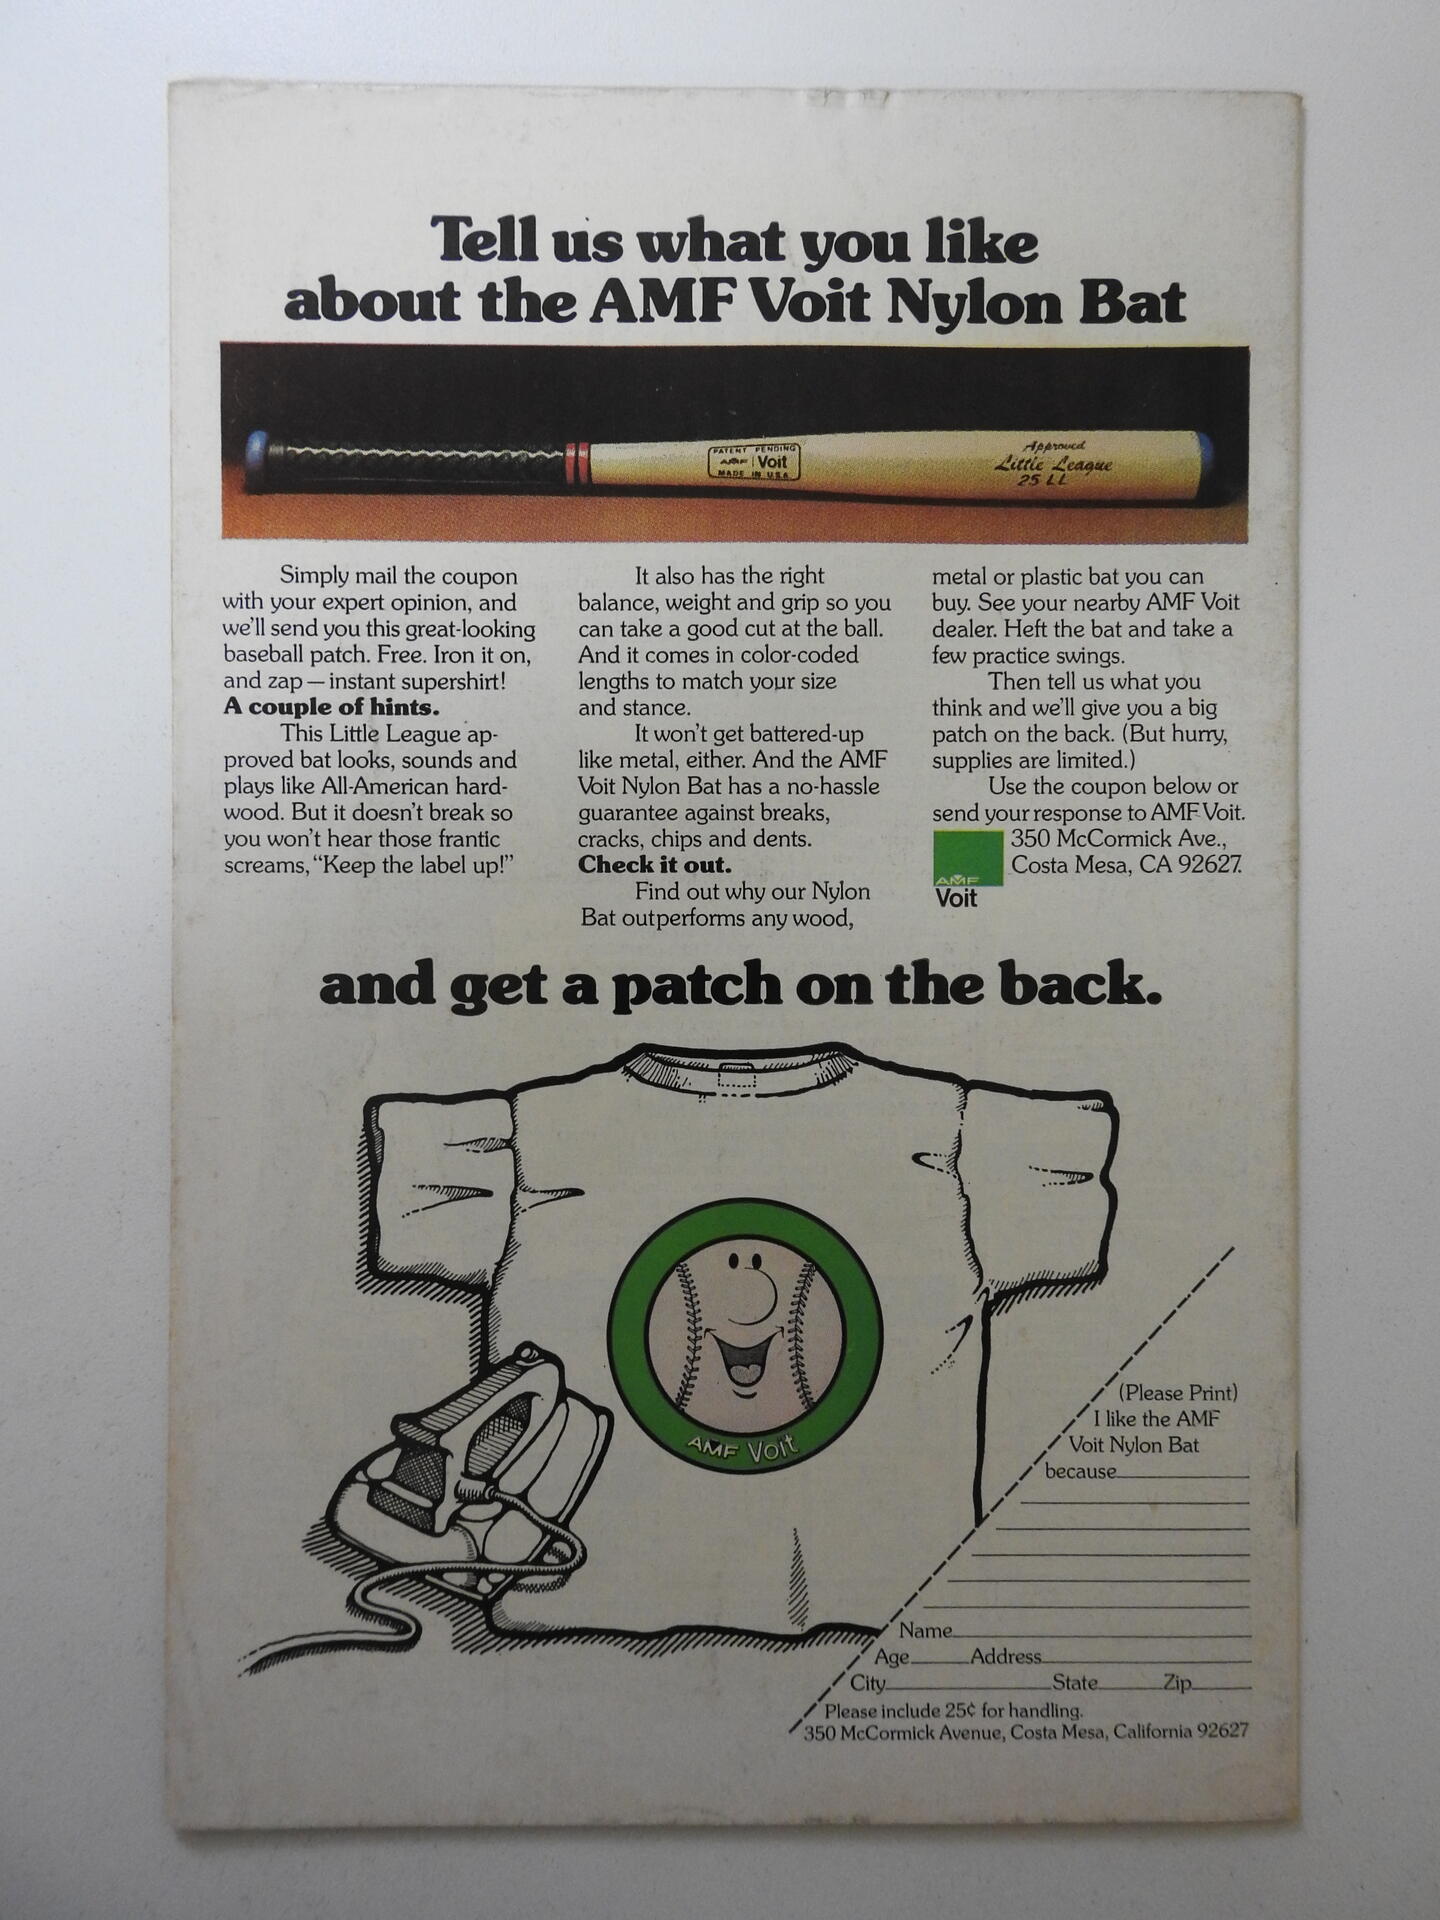 Tell us what you like
about the AMF Voit Nylon Bat
PATENT PENDING
AMF Voit
MADE IN U.S.A.
Approved
Little League
25 LL
Simply mail the coupon
with your expert opinion, and
we'll send you this great-looking
baseball patch. Free. Iron it on,
and zap — instant supershirt!
A couple of hints.
This Little League ap-
proved bat looks, sounds and
plays like All-American hard-
wood. But it doesn't break so
you won't hear those frantic
screams, "Keep the label up!"
It also has the right
balance, weight and grip so you
can take a good cut at the ball.
And it comes in color-coded
lengths to match your size
and stance.
It won't get battered-up
like metal, either. And the AMF
Voit Nylon Bat has a no-hassle
guarantee against breaks,
cracks, chips and dents.
Check it out.
Find out why our Nylon
Bat outperforms any wood,
metal or plastic bat you can
buy. See your nearby AMF Voit
dealer. Heft the bat and take a
few practice swings.
Then tell us what you
think and we'll give you a big
patch on the back. (But hurry,
supplies are limited.)
Use the coupon below or
send your response to AMF Voit.
350 McCormick Ave.,
Costa Mesa, CA 92627.
AMF
Voit
and get a patch on the back.
AMF Voit
(Please Print)
I like the AMF
Voit Nylon Bat
because
Name
Age Address
City State Zip
Please include 25¢ for handling.
350 McCormick Avenue, Costa Mesa, California 92627